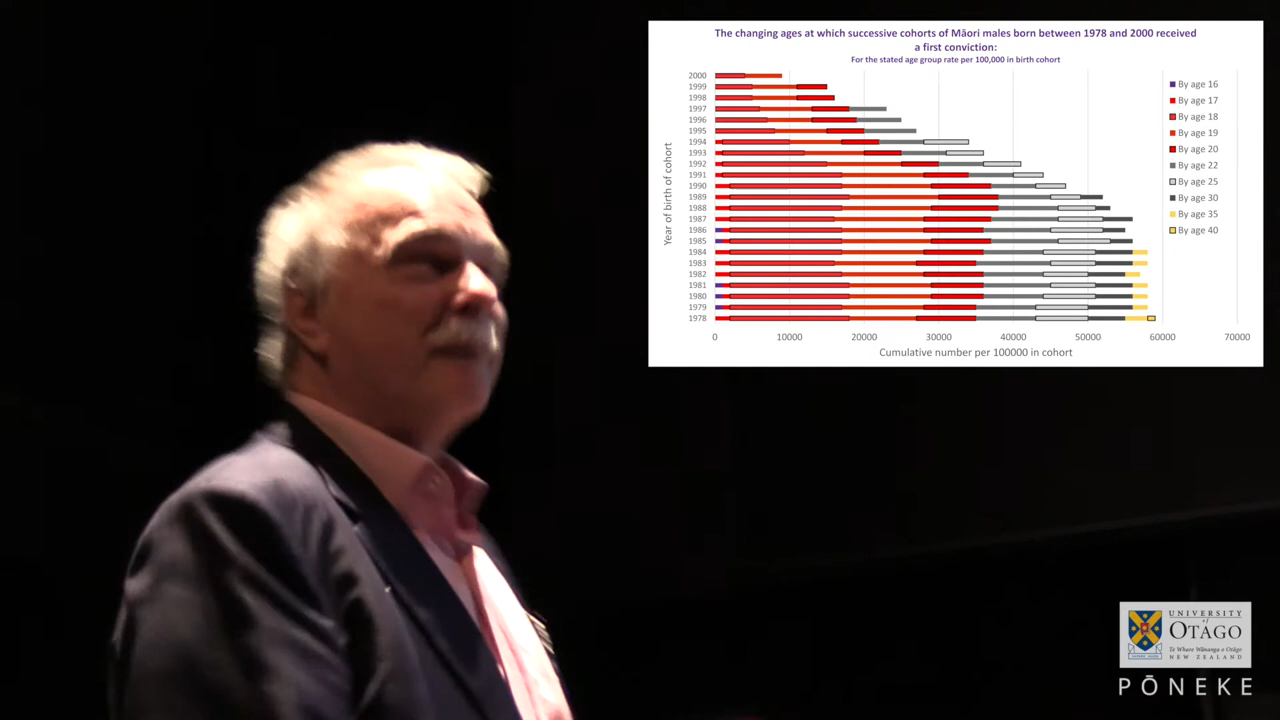 The changing ages at which successive cohorts of Māori males born between 1978 and 2000 received
a first conviction:
For the stated age group rate per 100,000 in birth cohort
Year of birth of cohort
2000
1999
1998
1997
1996
1995
1994
1993
1992
1991
1990
1989
1988
1987
1986
1985
1984
1983
1982
1981
1980
1979
1978
0 10000 20000 30000 40000 50000 60000 70000
Cumulative number per 100000 in cohort
By age 16
By age 17
By age 18
By age 19
By age 20
By age 22
By age 25
By age 30
By age 35
By age 40
UNIVERSITY
of
OTAGO
Te Whare Wānanga o Otāgo
NEW ZEALAND
PŌNEKE